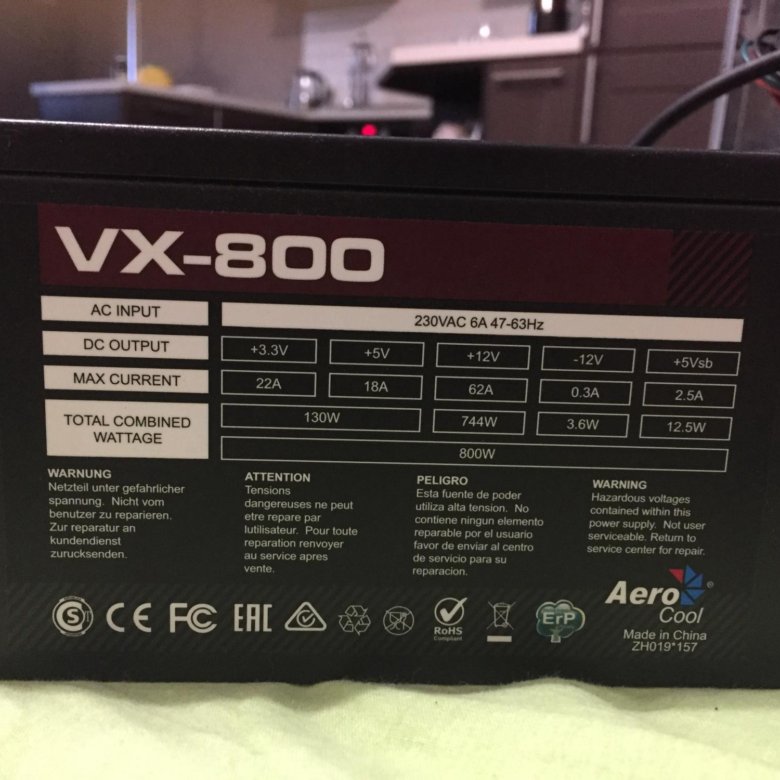 VX-800
AC INPUT 230VAC 6A 47-63Hz
DC OUTPUT +3.3V +5V +12V -12V +5Vsb
MAX CURRENT 22A 18A 62A 0.3A 2.5A
TOTAL COMBINED WATTAGE 130W 744W 3.6W 12.5W
800W
WARNUNG
Netzteil unter gefahrlicher
spannung. Nicht vom
benutzer zu reparieren.
Zur reparatur an
kundendienst
zurucksenden.
ATTENTION
Tensions
dangereuses ne peut
etre repare par
lutilisateur. Pour toute
reparation renvoyer
au service apres
vente.
PELIGRO
Esta fuente de poder
utiliza alta tension. No
contiene ningun elemento
reparable por el usuario
favor de enviar al centro
de servicio para su
reparacion.
WARNING
Hazardous voltages
contained within this
power supply. Not user
serviceable. Return to
service center for repair.
S CE FC EAC RoHS ErP
Compliant
Aero
Cool
®
Made in China
ZH019*157